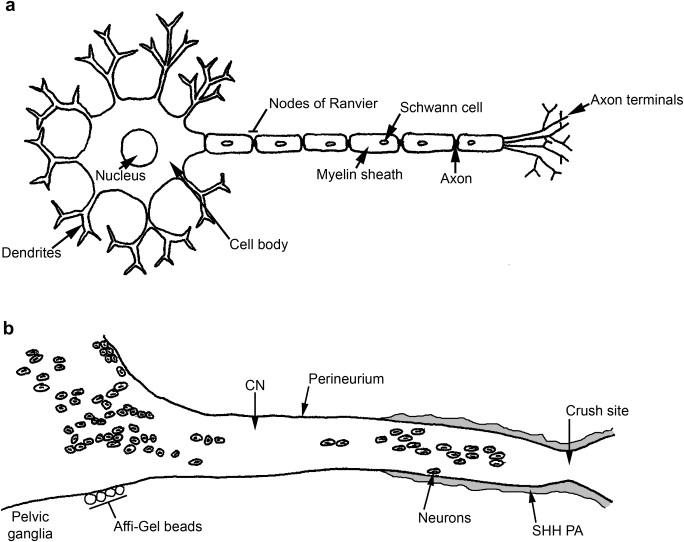 a
Nodes of Ranvier
Schwann cell
Axon terminals
Nucleus
Myelin sheath
Axon
Dendrites
Cell body
b
CN
Perineurium
Crush site
Pelvic
ganglia
Affi-Gel beads
Neurons
SHH PA